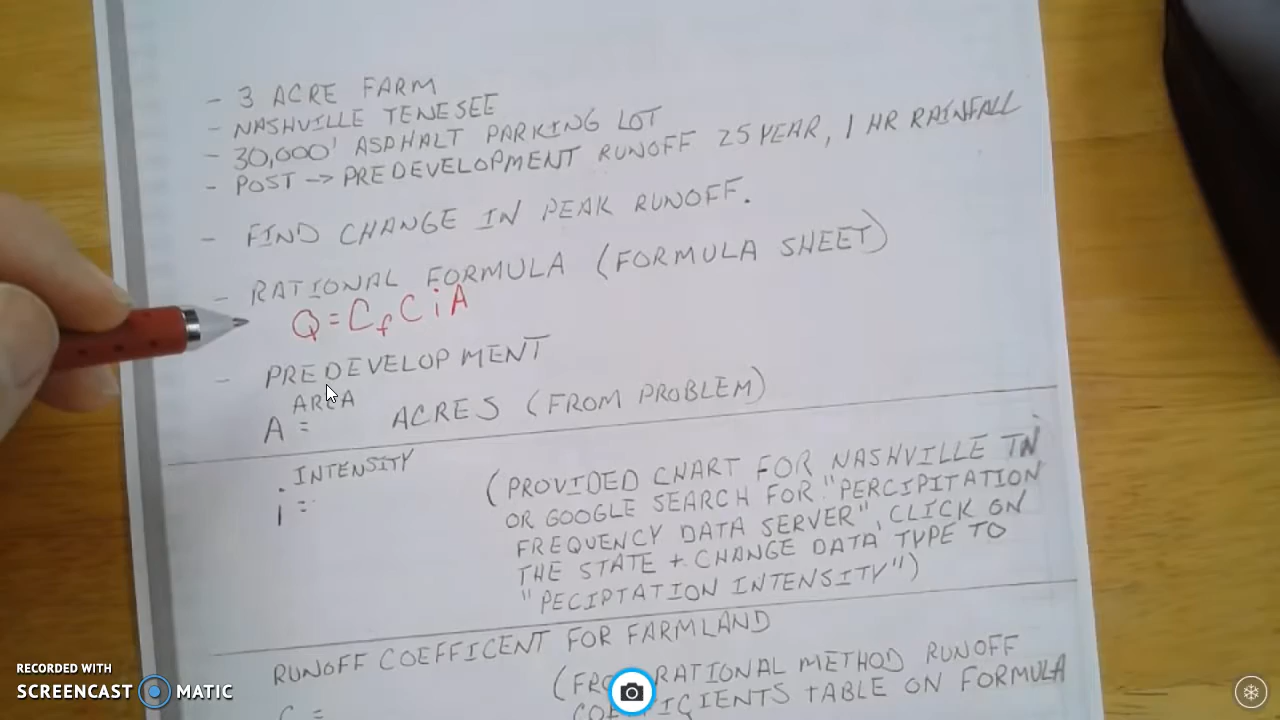 - 3 ACRE FARM
- NASHVILLE TENESEE
- 30,000' ASPHALT PARKING LOT
- POST -> PREDEVELOPMENT RUNOFF 25 YEAR, 1 HR RAINFALL
- FIND CHANGE IN PEAK RUNOFF.
- RATIONAL FORMULA (FORMULA SHEET)
Q = Cf C i A
- PREDEVELOPMENT
AREA
A = ACRES (FROM PROBLEM)
INTENSITY
i = (PROVIDED CHART FOR NASHVILLE TN
OR GOOGLE SEARCH FOR "PERCIPITATION
FREQUENCY DATA SERVER", CLICK ON
THE STATE + CHANGE DATA TYPE TO
"PECIPTATION INTENSITY")
RUNOFF COEFFICENT FOR FARMLAND
(FROM RATIONAL METHOD RUNOFF
C = TABLE ON FORMULA
RECORDED WITH
SCREENCAST MATIC